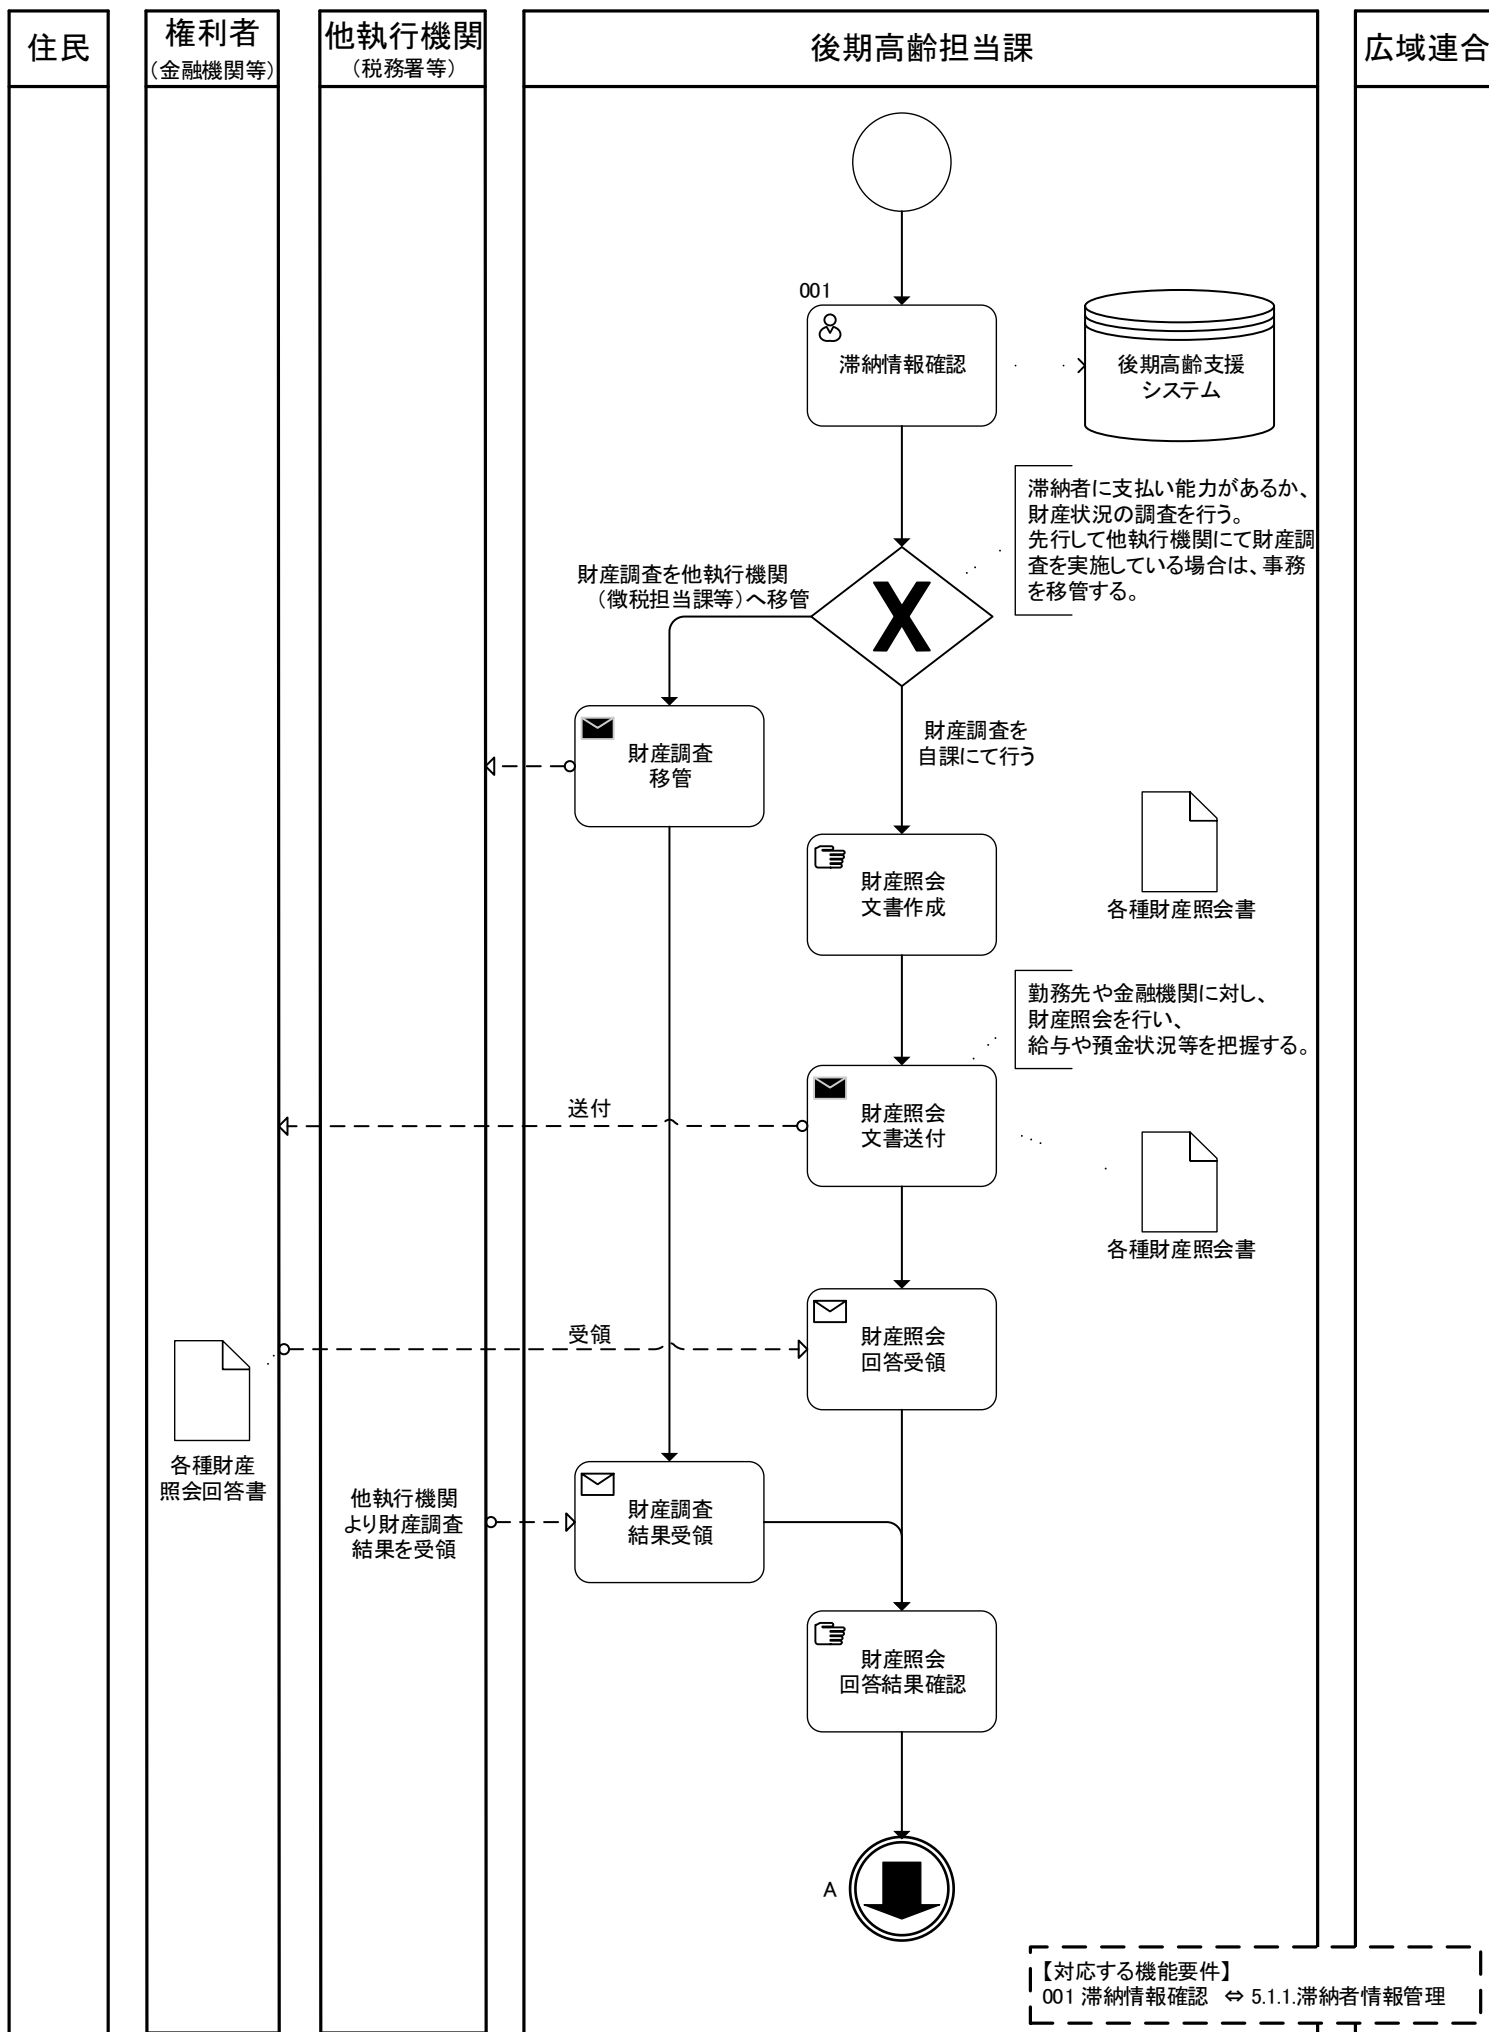 住民
権利者
（金融機関等）
他執行機関
（税務署等）
後期高齢担当課
広域連合
001
滞納情報確認
後期高齢支援
システム
滞納者に支払い能力があるか、
財産状況の調査を行う。
先行して他執行機関にて財産調
査を実施している場合は、事務
を移管する。
財産調査を他執行機関
（徴税担当課等）へ移管
財産調査
移管
財産調査を
自課にて行う
財産照会
文書作成
各種財産照会書
勤務先や金融機関に対し、
財産照会を行い、
給与や預金状況等を把握する。
送付
財産照会
文書送付
各種財産照会書
受領
財産照会
回答受領
各種財産
照会回答書
他執行機関
より財産調査
結果を受領
財産調査
結果受領
財産照会
回答結果確認
A
【対応する機能要件】
001 滞納情報確認 ⇔ 5.1.1.滞納者情報管理